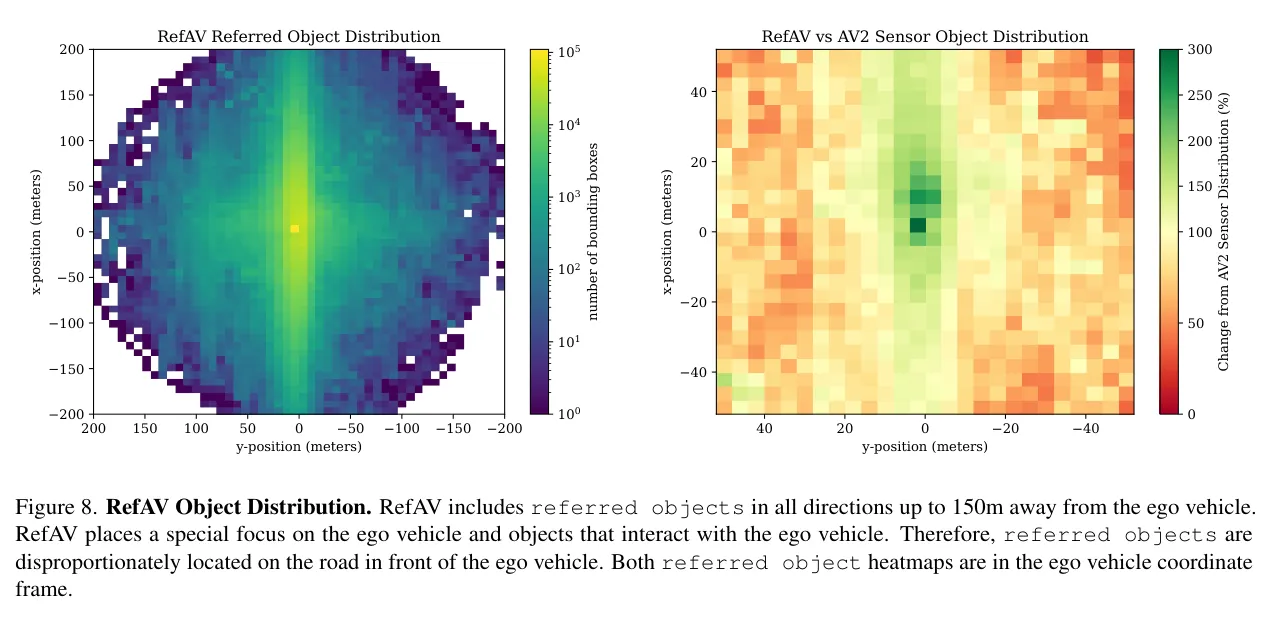 RefAV Referred Object Distribution
200
150
100
50
0
−50
−100
−150
−200
x-position (meters)
200 150 100 50 0 −50 −100 −150 −200
y-position (meters)
10^5
10^4
10^3
10^2
10^1
10^0
number of bounding boxes
RefAV vs AV2 Sensor Object Distribution
40
20
0
−20
−40
x-position (meters)
40 20 0 −20 −40
y-position (meters)
300
250
200
150
100
50
0
Change from AV2 Sensor Distribution (%)
Figure 8. RefAV Object Distribution. RefAV includes referred objects in all directions up to 150m away from the ego vehicle.
RefAV places a special focus on the ego vehicle and objects that interact with the ego vehicle. Therefore, referred objects are
disproportionately located on the road in front of the ego vehicle. Both referred object heatmaps are in the ego vehicle coordinate
frame.